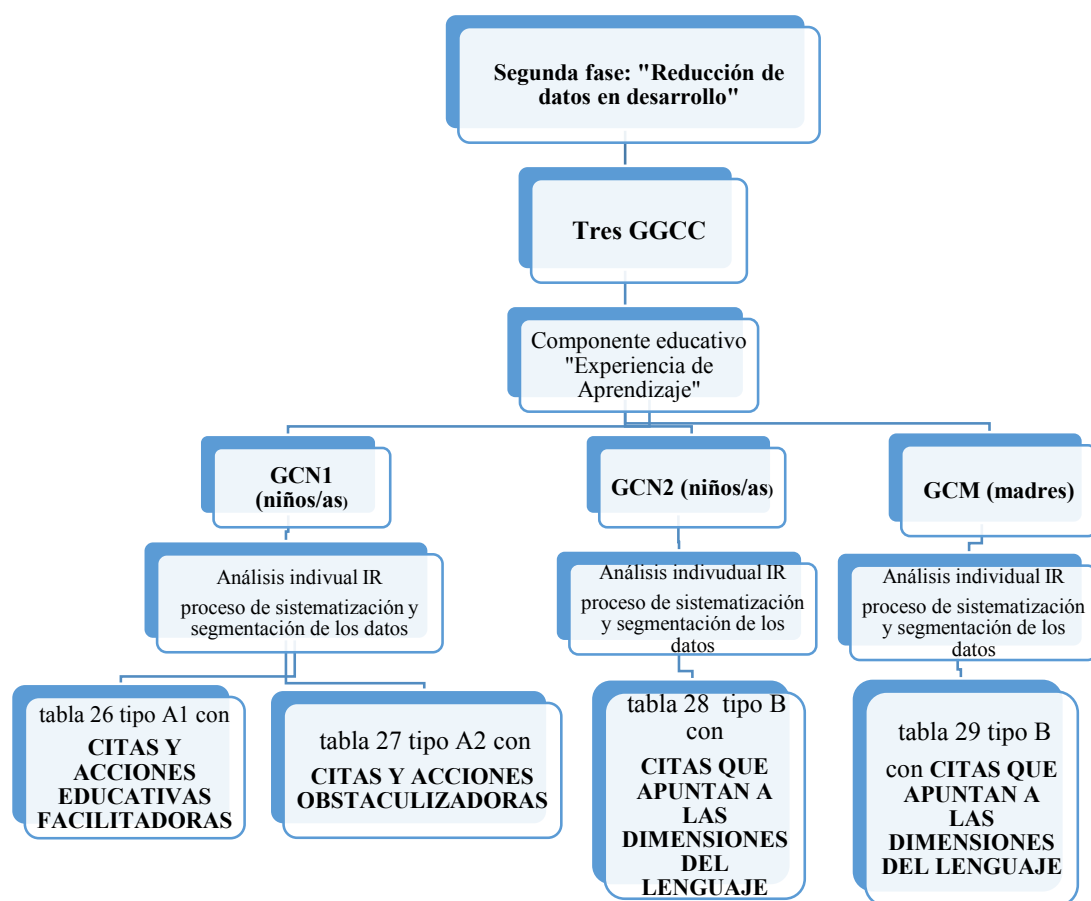 Segunda fase: "Reducción de
datos en desarrollo"
Tres GGCC
Componente educativo
"Experiencia de
Aprendizaje"
GCN1
(niños/as)
GCN2 (niños/as)
GCM (madres)
Análisis indivual IR
proceso de sistematización y
segmentación de los datos
Análisis indivudual IR
proceso de sistematización
y segmentación de los
datos
Análisis individual IR
proceso de sistematización
y segmentación de los
datos
tabla 26 tipo A1 con
CITAS Y
ACCIONES
EDUCATIVAS
FACILITADORAS
tabla 27 tipo A2 con
CITAS Y ACCIONES
OBSTACULIZADORAS
tabla 28 tipo B
con
CITAS QUE
APUNTAN A
LAS
DIMENSIONES
DEL
LENGUAJE
tabla 29 tipo B
con CITAS QUE
APUNTAN A
LAS
DIMENSIONES
DEL LENGUAJE